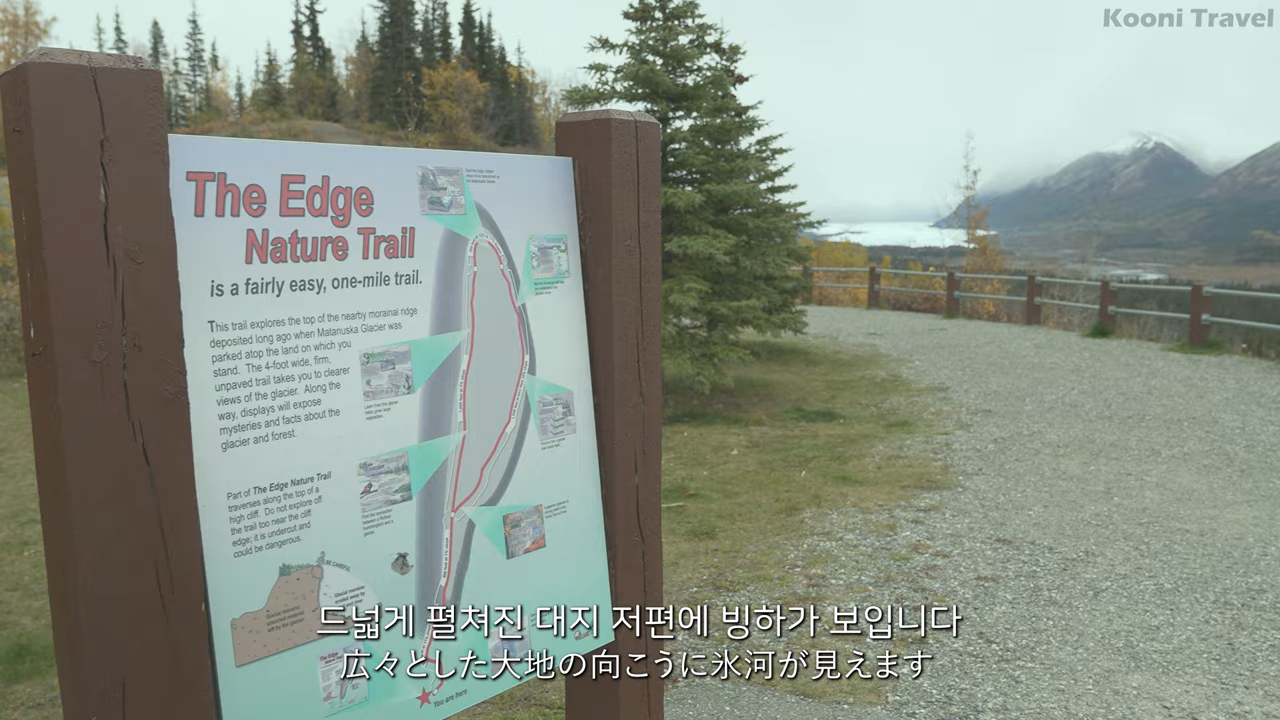 Kooni Travel
The Edge
Nature Trail
is a fairly easy, one-mile trail.
This trail explores the top of the nearby morainal ridge
deposited long ago when Matanuska Glacier was
parked atop the land on which you
stand. The 4-foot wide, firm,
unpaved trail takes you to clearer
views of the glacier. Along the
way, displays will expose
mysteries and facts about the
glacier and forest.
Part of The Edge Nature Trail
traverses along the top of a
high cliff. Do not explore off
the trail too near the cliff
edge; it is undercut and
could be dangerous.
BE CAREFUL
드넓게 펼쳐진 대지 저편에 빙하가 보입니다
広々とした大地の向こうに氷河が見えます
You are here